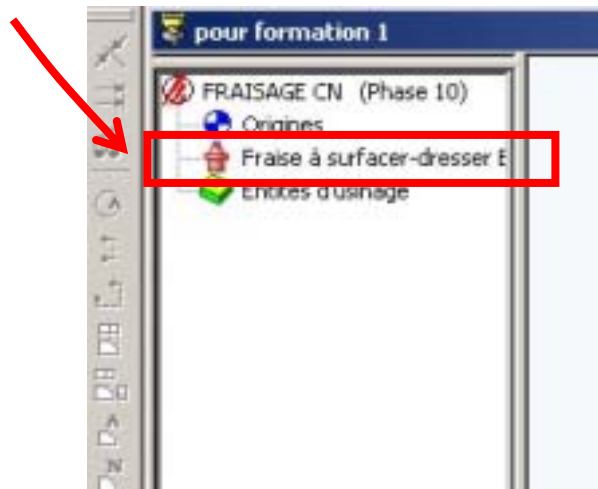 pour formation 1
FRAISAGE CN (Phase 10)
Origines
Fraise à surfacer-dresser E
Entités d'usinage
A
A
N